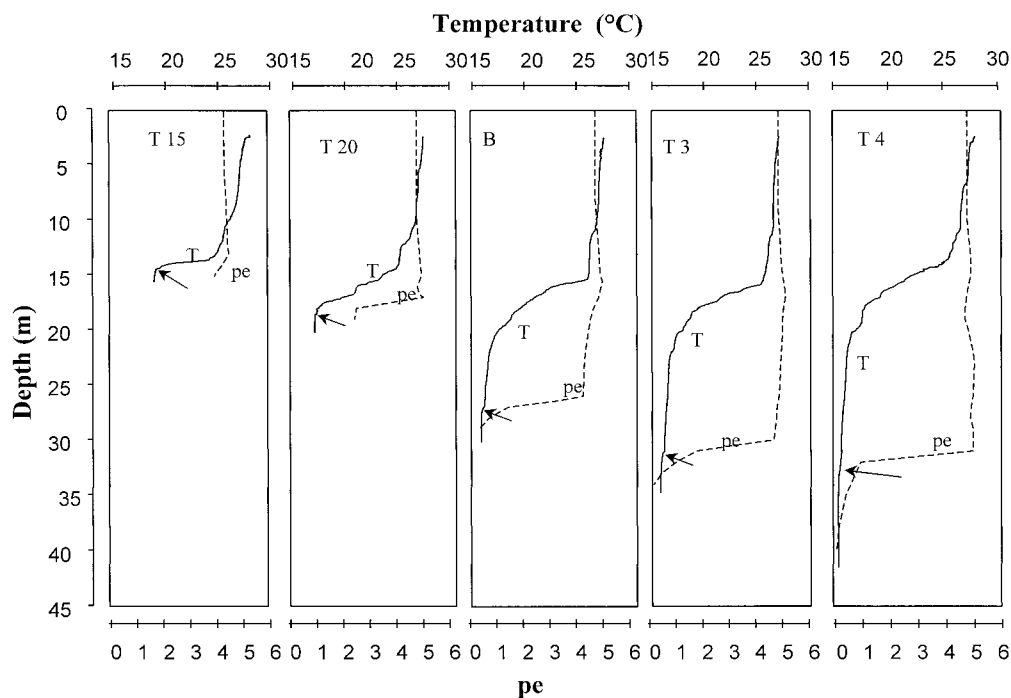 Temperature (°C)
15 20 25 30 15 20 25 30 15 20 25 30 15 20 25 30 15 20 25 30
0
5
10
15
20
25
30
35
40
45
Depth (m)
T 15 T 20 B T 3 T 4
T pe
T pe
T pe
T pe
T pe
0 1 2 3 4 5 6 0 1 2 3 4 5 6 0 1 2 3 4 5 6 0 1 2 3 4 5 6 0 1 2 3 4 5 6
pe